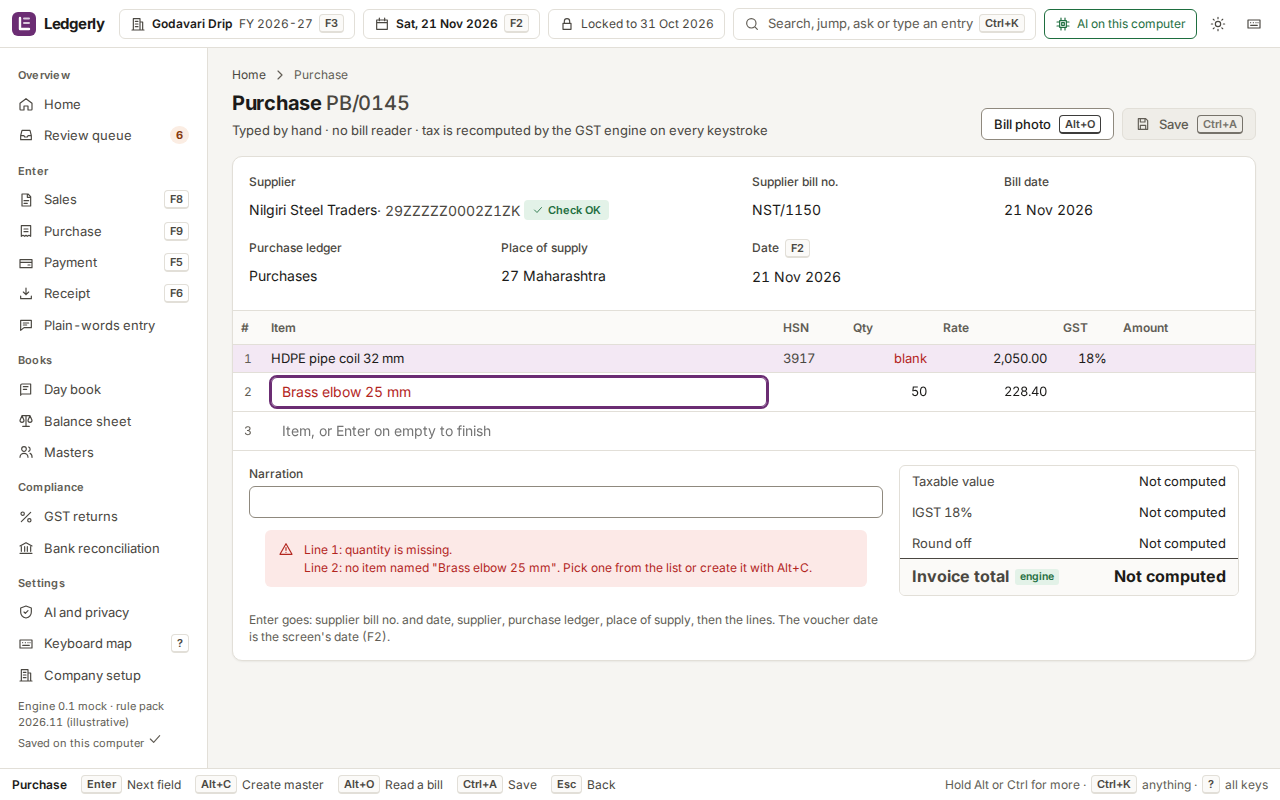 Ledgerly
Godavari Drip FY 2026-27 F3
Sat, 21 Nov 2026 F2
Locked to 31 Oct 2026
Search, jump, ask or type an entry Ctrl+K
AI on this computer
Overview
Home
Review queue 6
Enter
Sales F8
Purchase F9
Payment F5
Receipt F6
Plain-words entry
Books
Day book
Balance sheet
Masters
Compliance
GST returns
Bank reconciliation
Settings
AI and privacy
Keyboard map ?
Company setup
Engine 0.1 mock · rule pack
2026.11 (illustrative)
Saved on this computer
Home > Purchase
Purchase PB/0145
Typed by hand · no bill reader · tax is recomputed by the GST engine on every keystroke
Bill photo Alt+O
Save Ctrl+A
Supplier Supplier bill no. Bill date
Nilgiri Steel Traders· 29ZZZZZ0002Z1ZK Check OK NST/1150 21 Nov 2026
Purchase ledger Place of supply Date F2
Purchases 27 Maharashtra 21 Nov 2026
# Item HSN Qty Rate GST Amount
1 HDPE pipe coil 32 mm 3917 blank 2,050.00 18%
2 Brass elbow 25 mm 50 228.40
3 Item, or Enter on empty to finish
Narration
Line 1: quantity is missing.
Line 2: no item named "Brass elbow 25 mm". Pick one from the list or create it with Alt+C.
Enter goes: supplier bill no. and date, supplier, purchase ledger, place of supply, then the lines. The voucher date
is the screen's date (F2).
Taxable value Not computed
IGST 18% Not computed
Round off Not computed
Invoice total engine Not computed
Purchase Enter Next field Alt+C Create master Alt+O Read a bill Ctrl+A Save Esc Back
Hold Alt or Ctrl for more · Ctrl+K anything · ? all keys